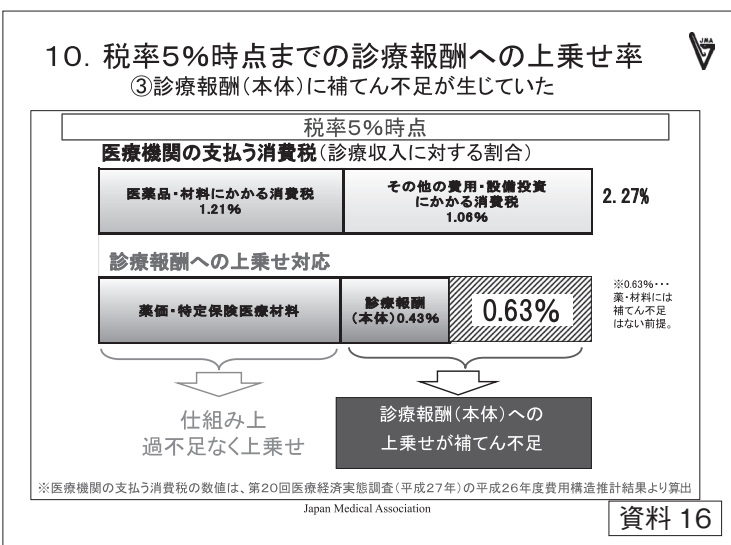 10. 税率5%時点までの診療報酬への上乗せ率
JMA
③診療報酬(本体)に補てん不足が生じていた
税率5%時点
医療機関の支払う消費税(診療収入に対する割合)
医薬品・材料にかかる消費税
1.21%
その他の費用・設備投資
にかかる消費税
1.06%
2.27%
診療報酬への上乗せ対応
薬価・特定保険医療材料
診療報酬
(本体)0.43%
0.63%
※0.63%・・・
薬・材料には
補てん不足
はない前提。
仕組み上
過不足なく上乗せ
診療報酬(本体)への
上乗せが補てん不足
※医療機関の支払う消費税の数値は、第20回医療経済実態調査(平成27年)の平成26年度費用構造推計結果より算出
Japan Medical Association
資料 16